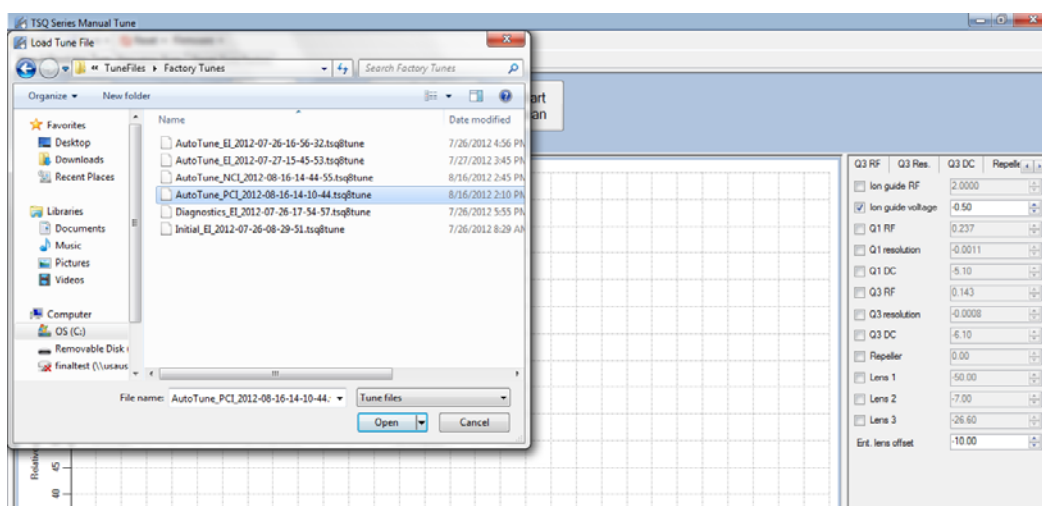 TSQ Series Manual Tune
Load Tune File
« TuneFiles ▸ Factory Tunes
Search Factory Tunes
Organize
New folder
Favorites
Desktop
Downloads
Recent Places
Libraries
Documents
Music
Pictures
Videos
Computer
OS (C:)
Removable Disk
finaltest (\\usaus
Name Date modified
AutoTune_EI_2012-07-26-16-56-32.tsq8tune 7/26/2012 4:56 PM
AutoTune_EI_2012-07-27-15-45-53.tsq8tune 7/27/2012 3:45 PM
AutoTune_NCI_2012-08-16-14-44-55.tsq8tune 8/16/2012 2:45 PM
AutoTune_PCI_2012-08-16-14-10-44.tsq8tune 8/16/2012 2:10 PM
Diagnostics_EI_2012-07-26-17-54-57.tsq8tune 7/26/2012 5:55 PM
Initial_EI_2012-07-26-08-29-51.tsq8tune 7/26/2012 8:29 AM
File name: AutoTune_PCI_2012-08-16-14-10-44.
Tune files
Open
Cancel
art
an
Q3 RF Q3 Res. Q3 DC Repelle
Ion guide RF 2.0000
Ion guide voltage -0.50
Q1 RF 0.237
Q1 resolution -0.0011
Q1 DC -5.10
Q3 RF 0.143
Q3 resolution -0.0008
Q3 DC -6.10
Repeller 0.00
Lens 1 -50.00
Lens 2 -7.00
Lens 3 -26.60
Ent. lens offset -10.00
Relative
45
40